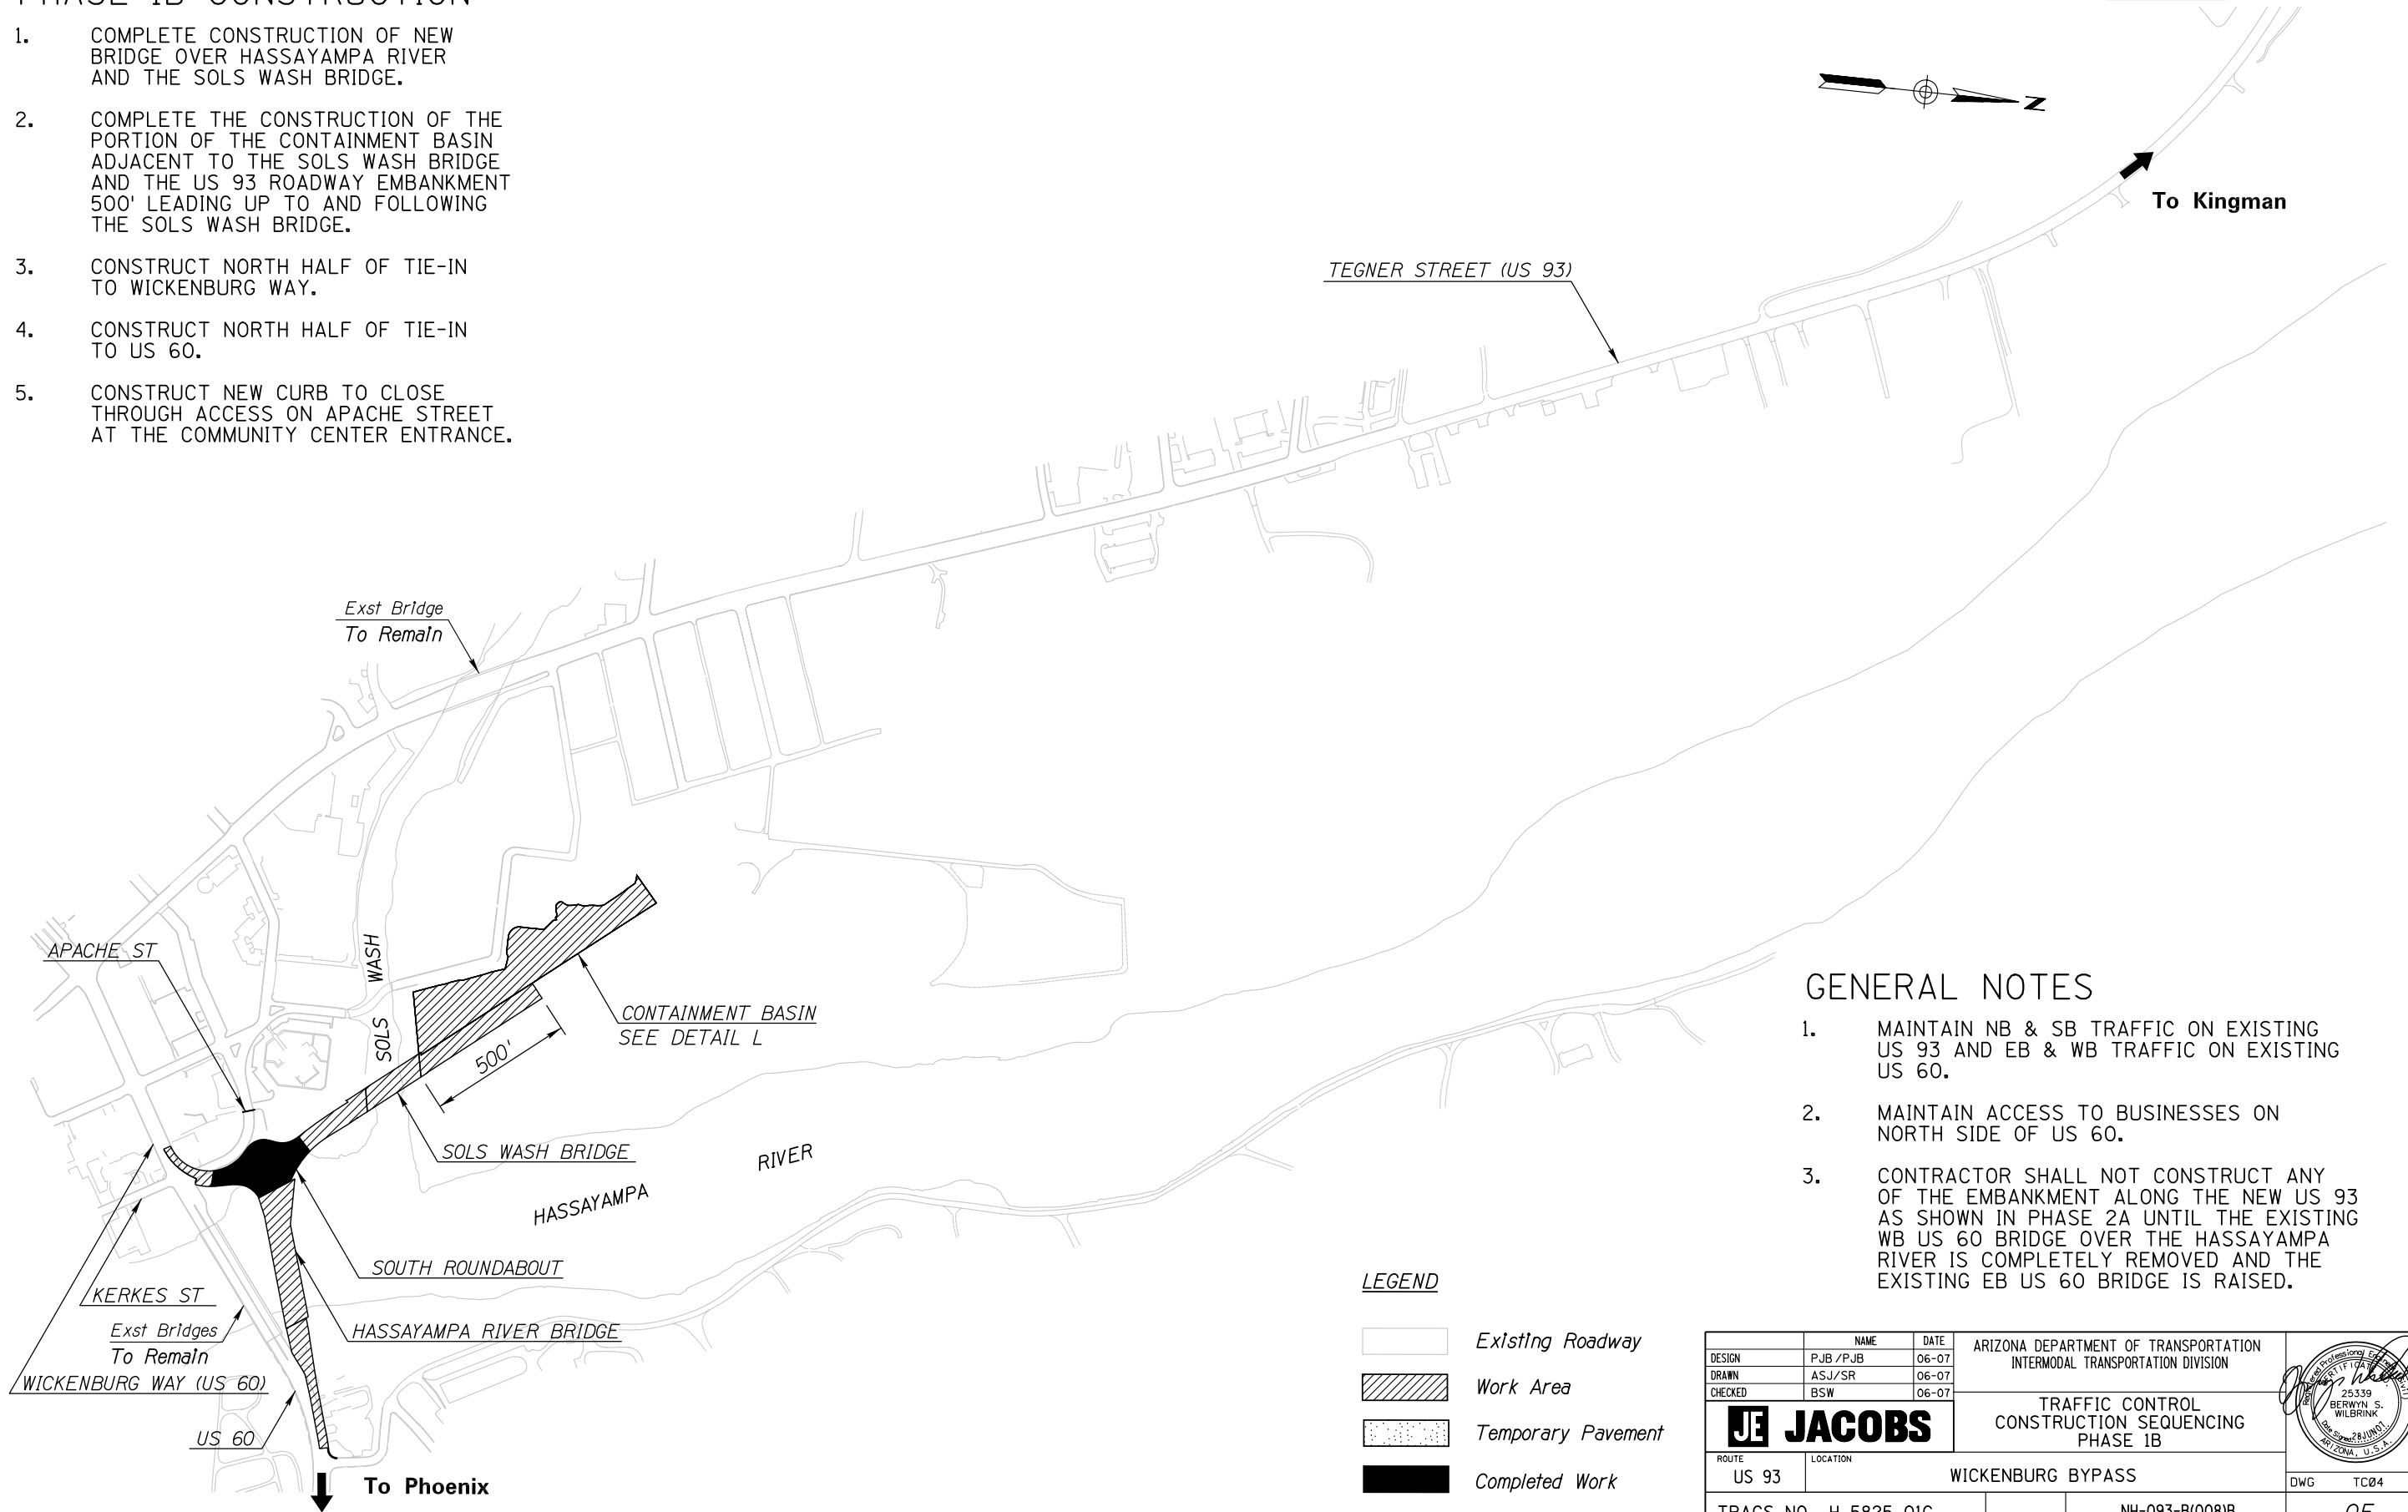 PHASE 1B CONSTRUCTION
1. COMPLETE CONSTRUCTION OF NEW
BRIDGE OVER HASSAYAMPA RIVER
AND THE SOLS WASH BRIDGE.
2. COMPLETE THE CONSTRUCTION OF THE
PORTION OF THE CONTAINMENT BASIN
ADJACENT TO THE SOLS WASH BRIDGE
AND THE US 93 ROADWAY EMBANKMENT
500' LEADING UP TO AND FOLLOWING
THE SOLS WASH BRIDGE.
3. CONSTRUCT NORTH HALF OF TIE-IN
TO WICKENBURG WAY.
4. CONSTRUCT NORTH HALF OF TIE-IN
TO US 60.
5. CONSTRUCT NEW CURB TO CLOSE
THROUGH ACCESS ON APACHE STREET
AT THE COMMUNITY CENTER ENTRANCE.
N
To Kingman
TEGNER STREET (US 93)
Exst Bridge
To Remain
APACHE ST
SOLS WASH
CONTAINMENT BASIN
SEE DETAIL L
500'
SOLS WASH BRIDGE
HASSAYAMPA RIVER
SOUTH ROUNDABOUT
KERKES ST
Exst Bridges
To Remain
HASSAYAMPA RIVER BRIDGE
WICKENBURG WAY (US 60)
US 60
To Phoenix
GENERAL NOTES
1. MAINTAIN NB & SB TRAFFIC ON EXISTING
US 93 AND EB & WB TRAFFIC ON EXISTING
US 60.
2. MAINTAIN ACCESS TO BUSINESSES ON
NORTH SIDE OF US 60.
3. CONTRACTOR SHALL NOT CONSTRUCT ANY
OF THE EMBANKMENT ALONG THE NEW US 93
AS SHOWN IN PHASE 2A UNTIL THE EXISTING
WB US 60 BRIDGE OVER THE HASSAYAMPA
RIVER IS COMPLETELY REMOVED AND THE
EXISTING EB US 60 BRIDGE IS RAISED.
LEGEND
Existing Roadway
Work Area
Temporary Pavement
Completed Work
NAME DATE
DESIGN PJB/PJB 06-07
DRAWN ASJ/SR 06-07
CHECKED BSW 06-07
ARIZONA DEPARTMENT OF TRANSPORTATION
INTERMODAL TRANSPORTATION DIVISION
JE JACOBS
TRAFFIC CONTROL
CONSTRUCTION SEQUENCING
PHASE 1B
25339
BERWYN S.
WILBRINK
Date Signed 28JUN07
ARIZONA, U.S.A.
ROUTE
US 93
LOCATION
WICKENBURG BYPASS
DWG TC04
TRACS NO. H 5825 01C
NH-093-B(008)B